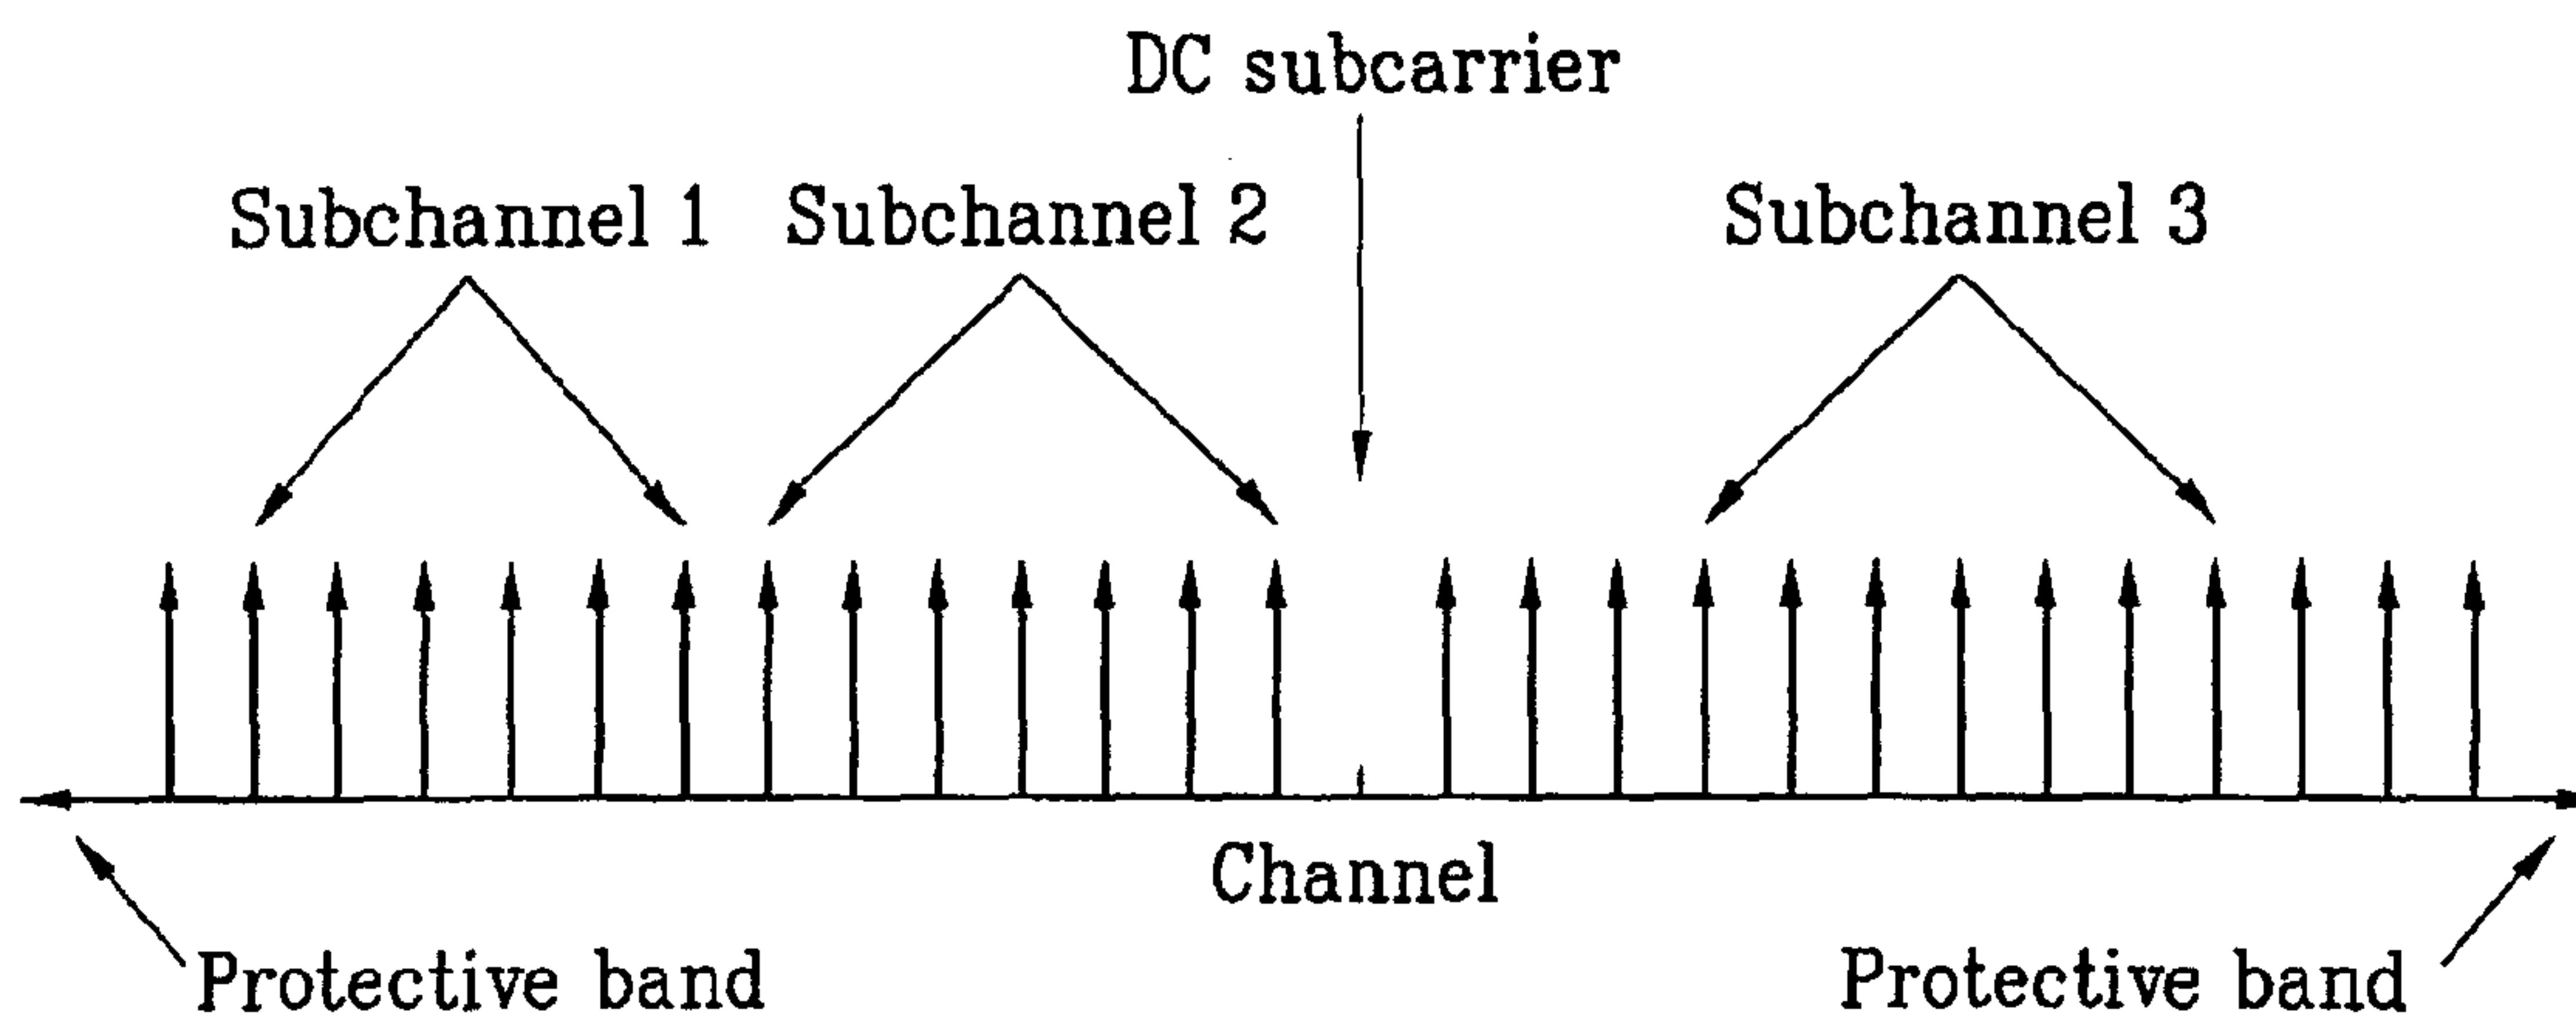 DC subcarrier
Subchannel 1
Subchannel 2
Subchannel 3
Channel
Protective band
Protective band